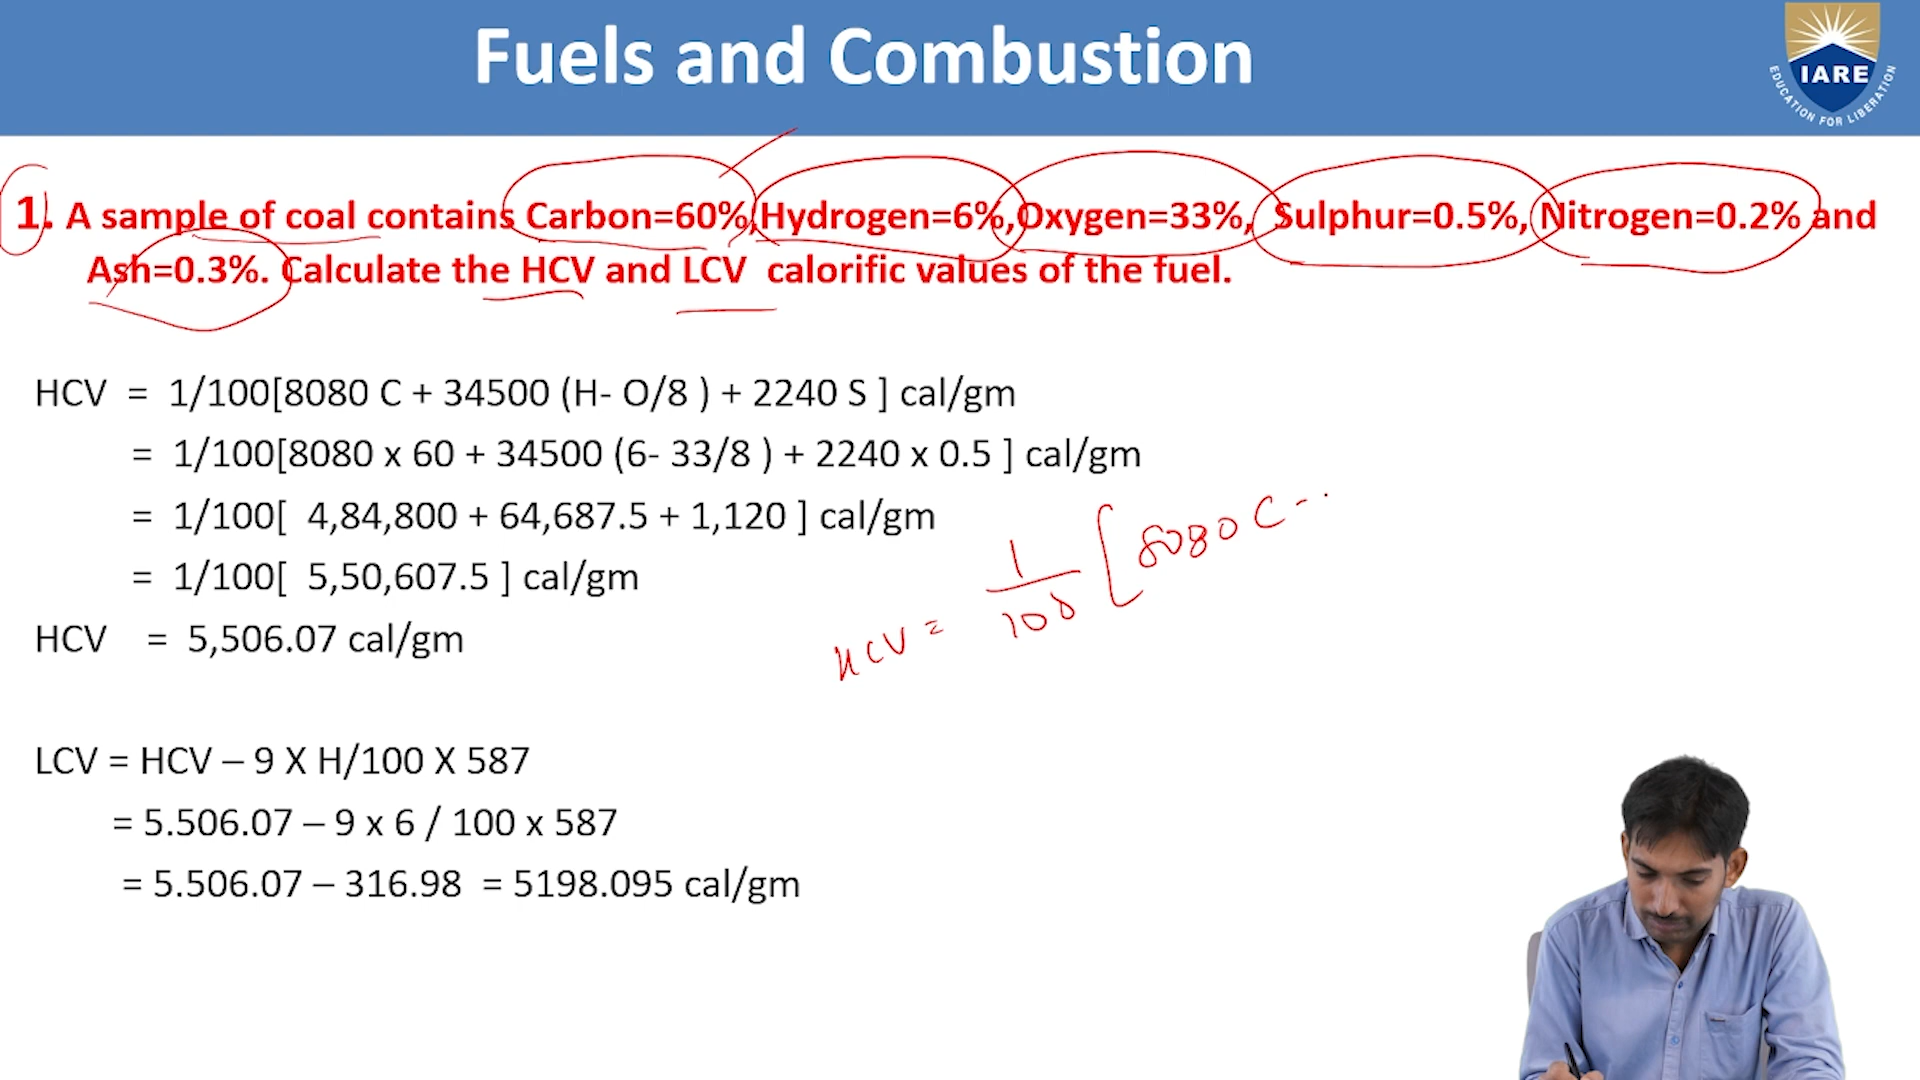 Fuels and Combustion
IARE
EDUCATION FOR LIBERATION
1. A sample of coal contains Carbon=60%,Hydrogen=6%,Oxygen=33%, Sulphur=0.5%, Nitrogen=0.2% and
Ash=0.3%. Calculate the HCV and LCV calorific values of the fuel.
HCV = 1/100[8080 C + 34500 (H- O/8 ) + 2240 S ] cal/gm
= 1/100[8080 x 60 + 34500 (6- 33/8 ) + 2240 x 0.5 ] cal/gm
= 1/100[ 4,84,800 + 64,687.5 + 1,120 ] cal/gm
= 1/100[ 5,50,607.5 ] cal/gm
HCV = 5,506.07 cal/gm
HCV = 1/100 [8080 C - . .
LCV = HCV – 9 X H/100 X 587
= 5.506.07 – 9 x 6 / 100 x 587
= 5.506.07 – 316.98 = 5198.095 cal/gm